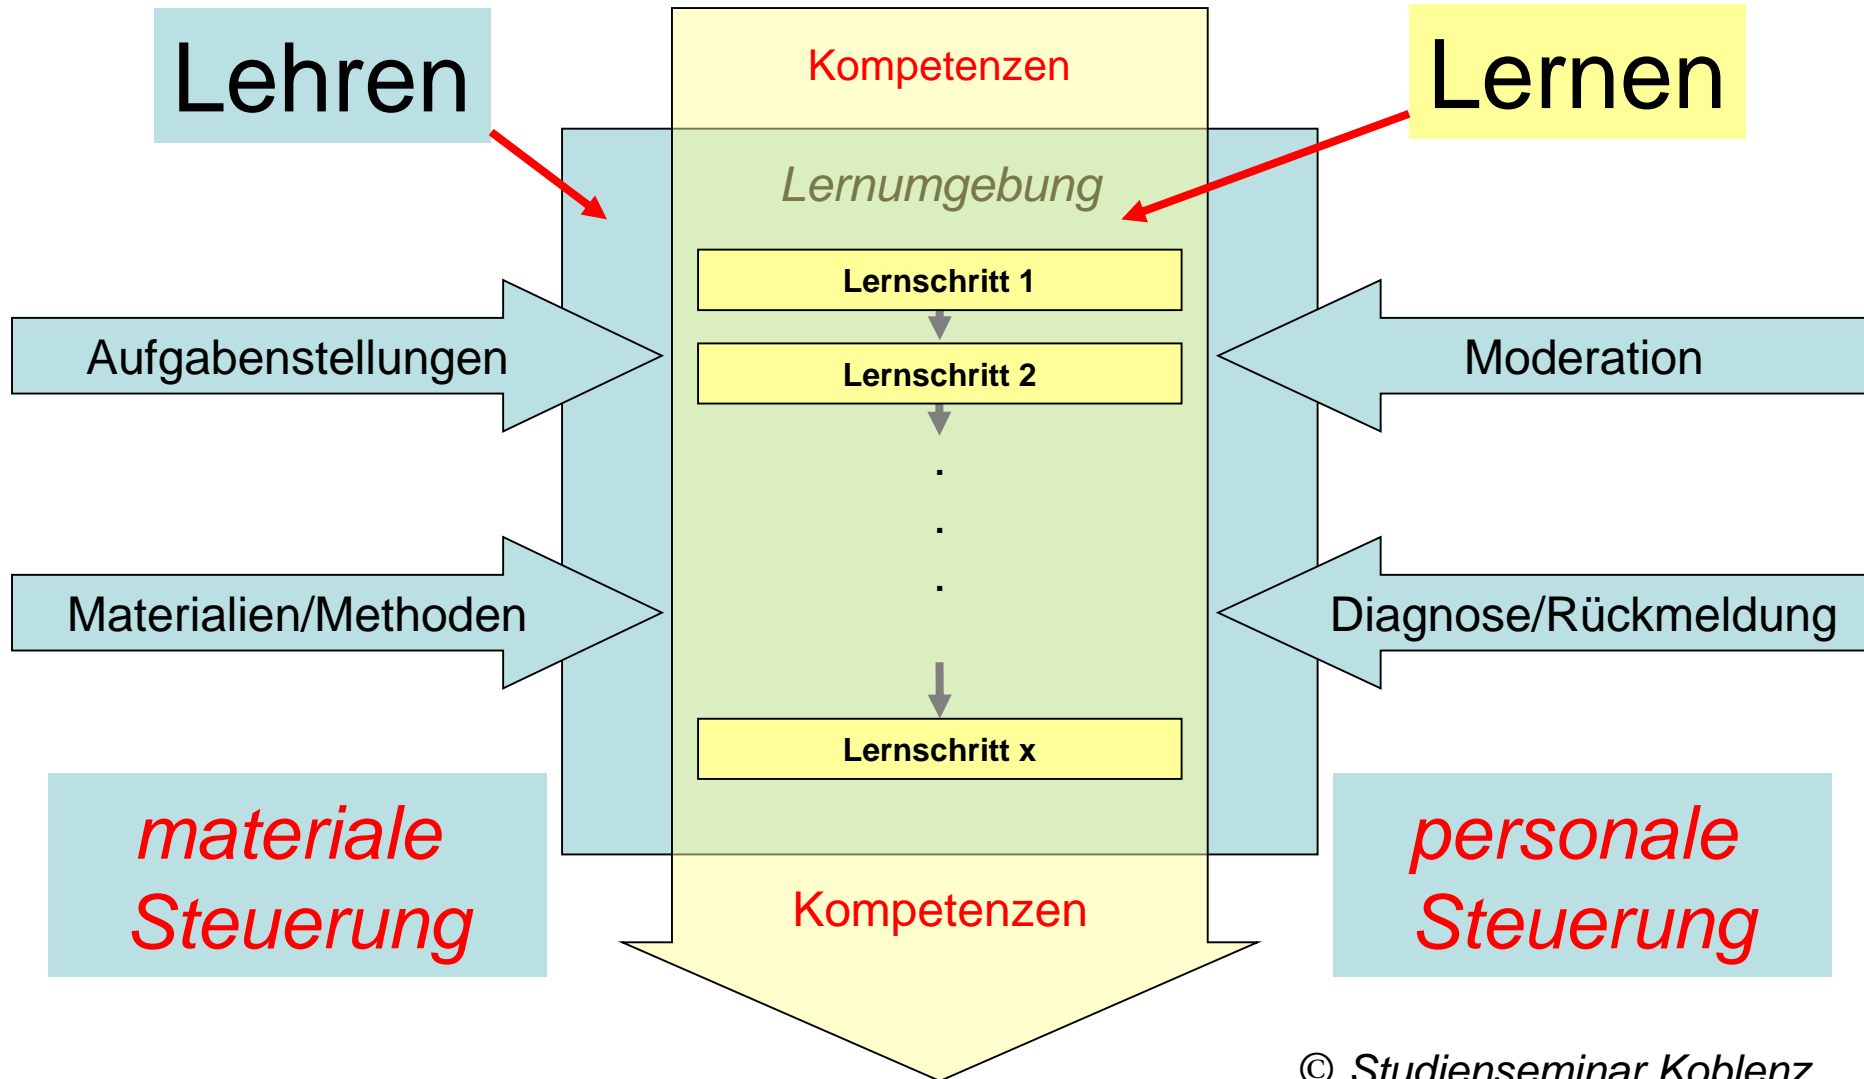 Lehren
Kompetenzen
Lernen
Lernumgebung
Lernschritt 1
Aufgabenstellungen
Lernschritt 2
Moderation
.
.
.
Materialien/Methoden
Diagnose/Rückmeldung
Lernschritt x
materiale
Steuerung
personale
Steuerung
Kompetenzen
© Studienseminar Koblenz